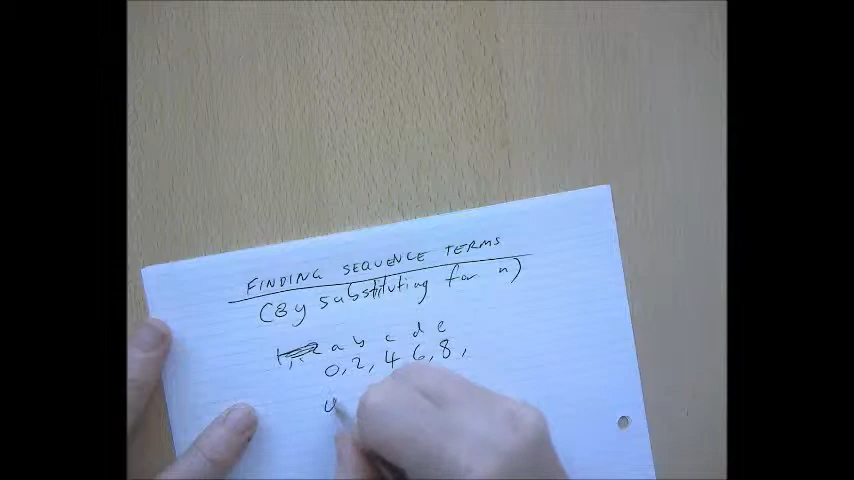 FINDING SEQUENCE TERMS
(By substituting for n)
a b c d e
0, 2, 4 6, 8,
u